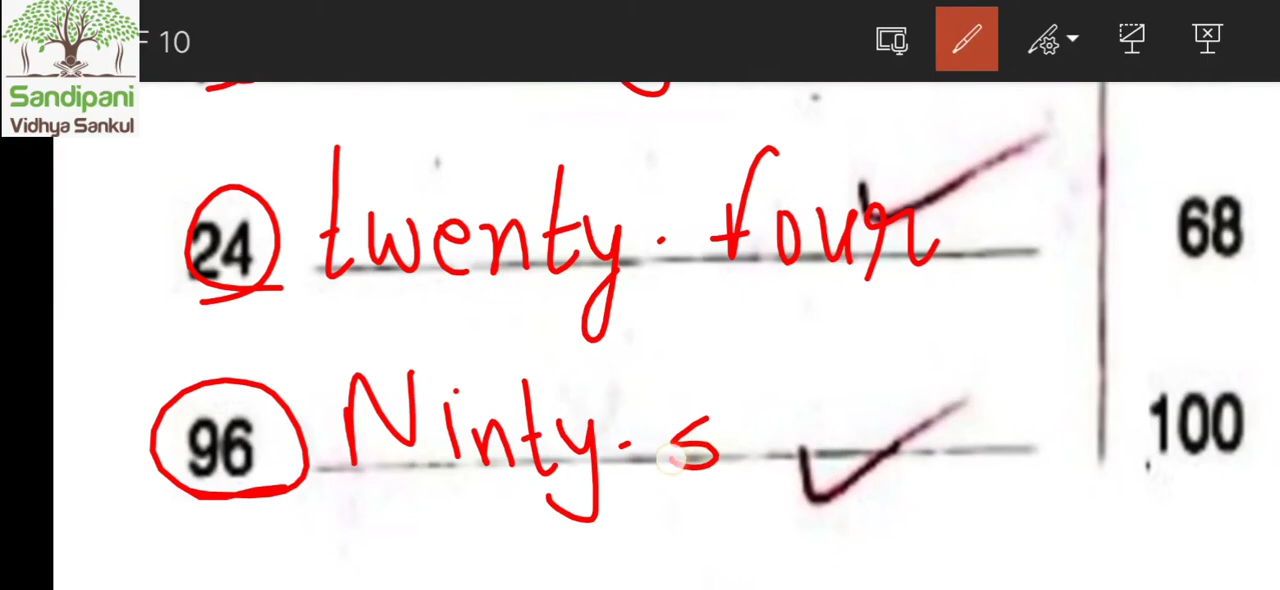 F 10
Sandipani
Vidhya Sankul
24 twenty. four 68
96 Ninty. s 100